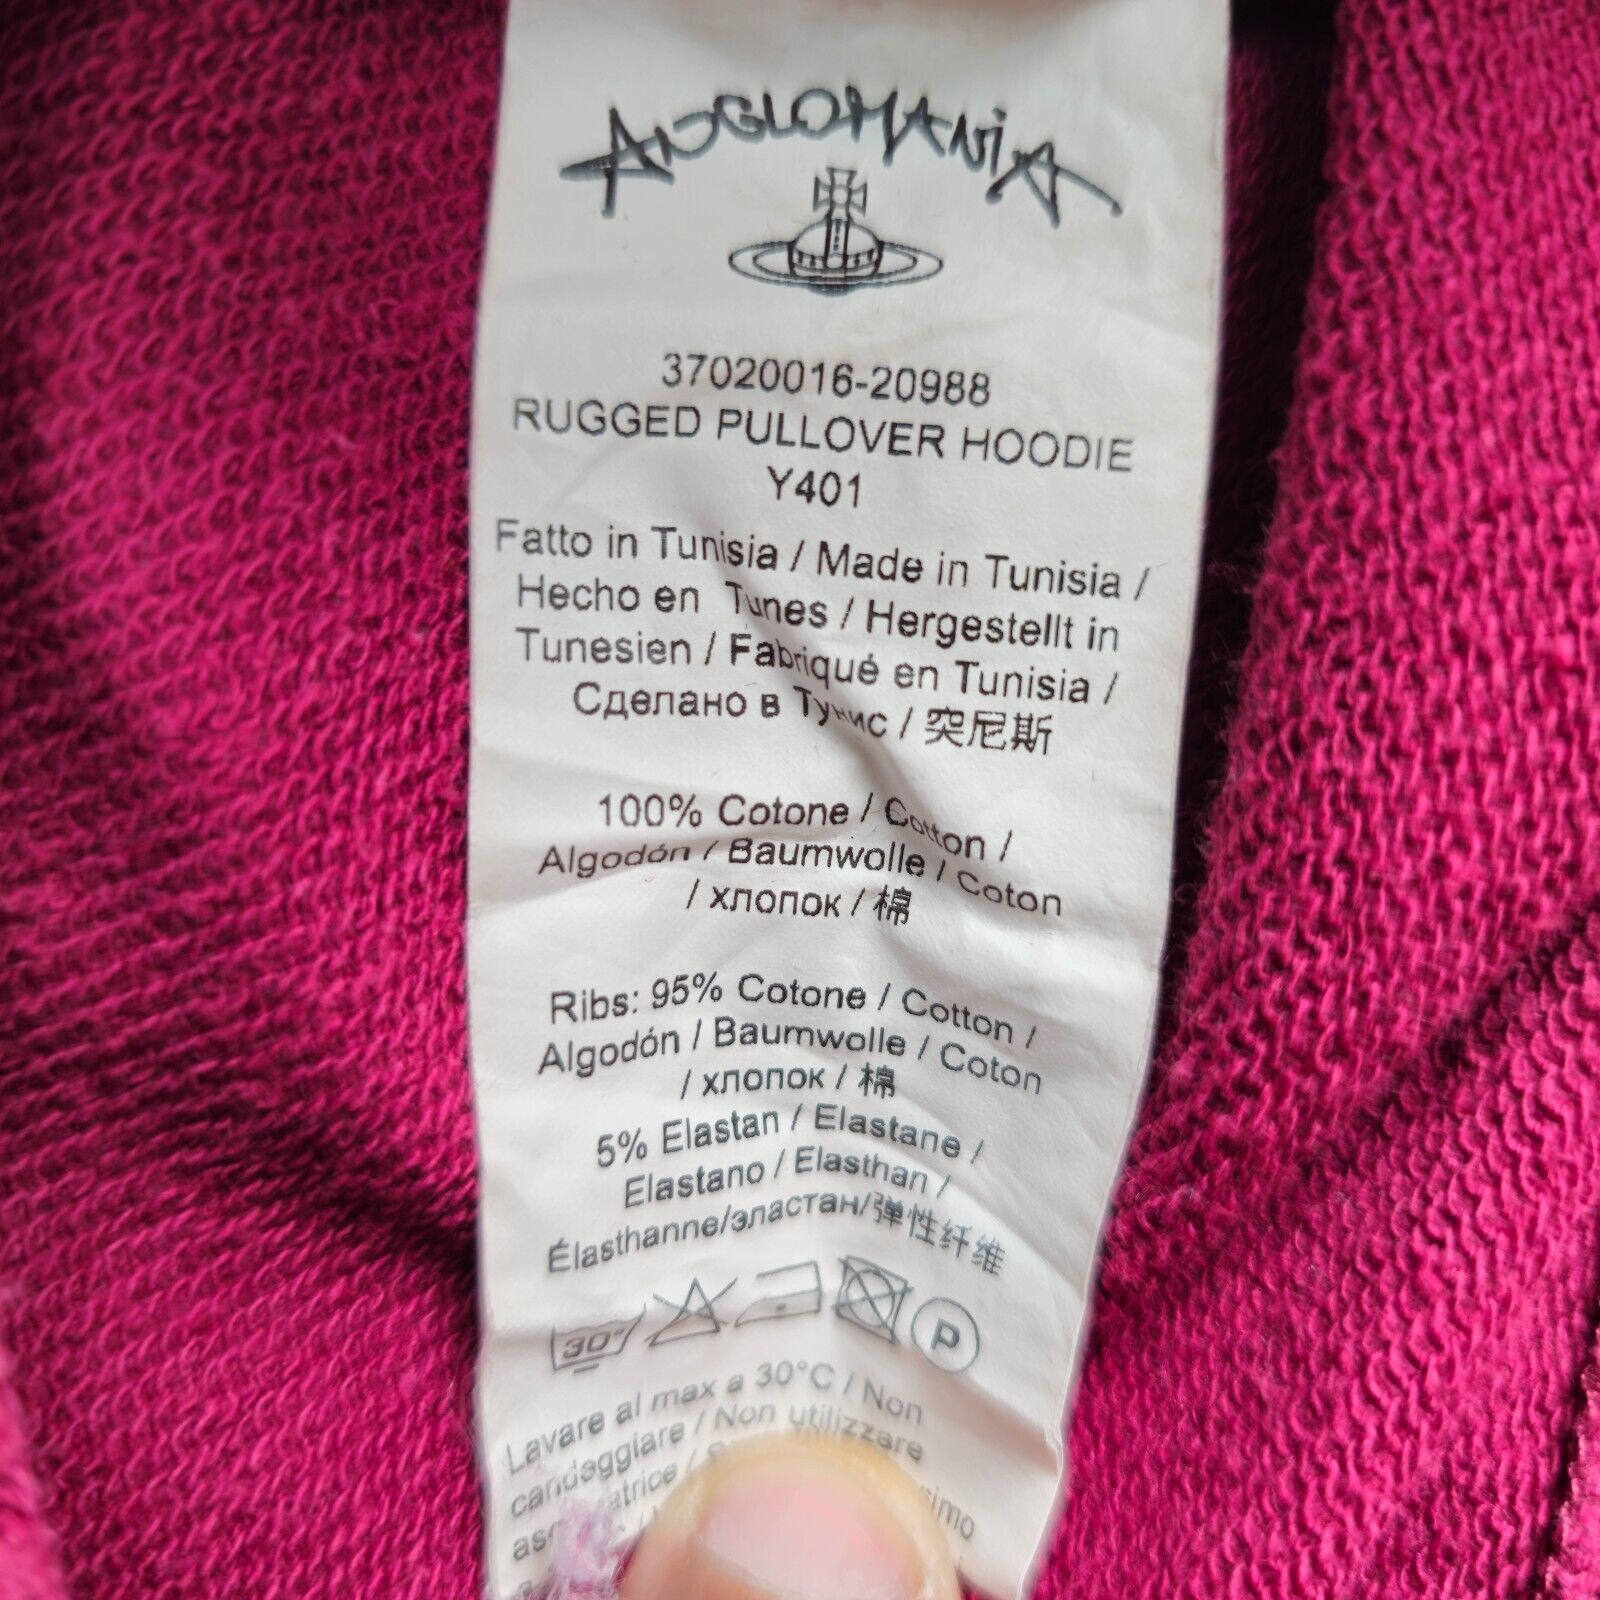 ANGLOMANIA
37020016-20988
RUGGED PULLOVER HOODIE
Y401
Fatto in Tunisia / Made in Tunisia /
Hecho en Tunes / Hergestellt in
Tunesien / Fabriqué en Tunisia /
Сделано в Тунис / 突尼斯
100% Cotone / Cotton /
Algodón / Baumwolle / Coton
/ хлопок / 棉
Ribs: 95% Cotone / Cotton /
Algodón / Baumwolle / Coton
/ хлопок / 棉
5% Elastan / Elastane /
Elastano / Elasthan /
Élasthanne/эластан/弹性纤维
30° P
Lavare al max a 30°C / Non
candeggiare / Non utilizzare